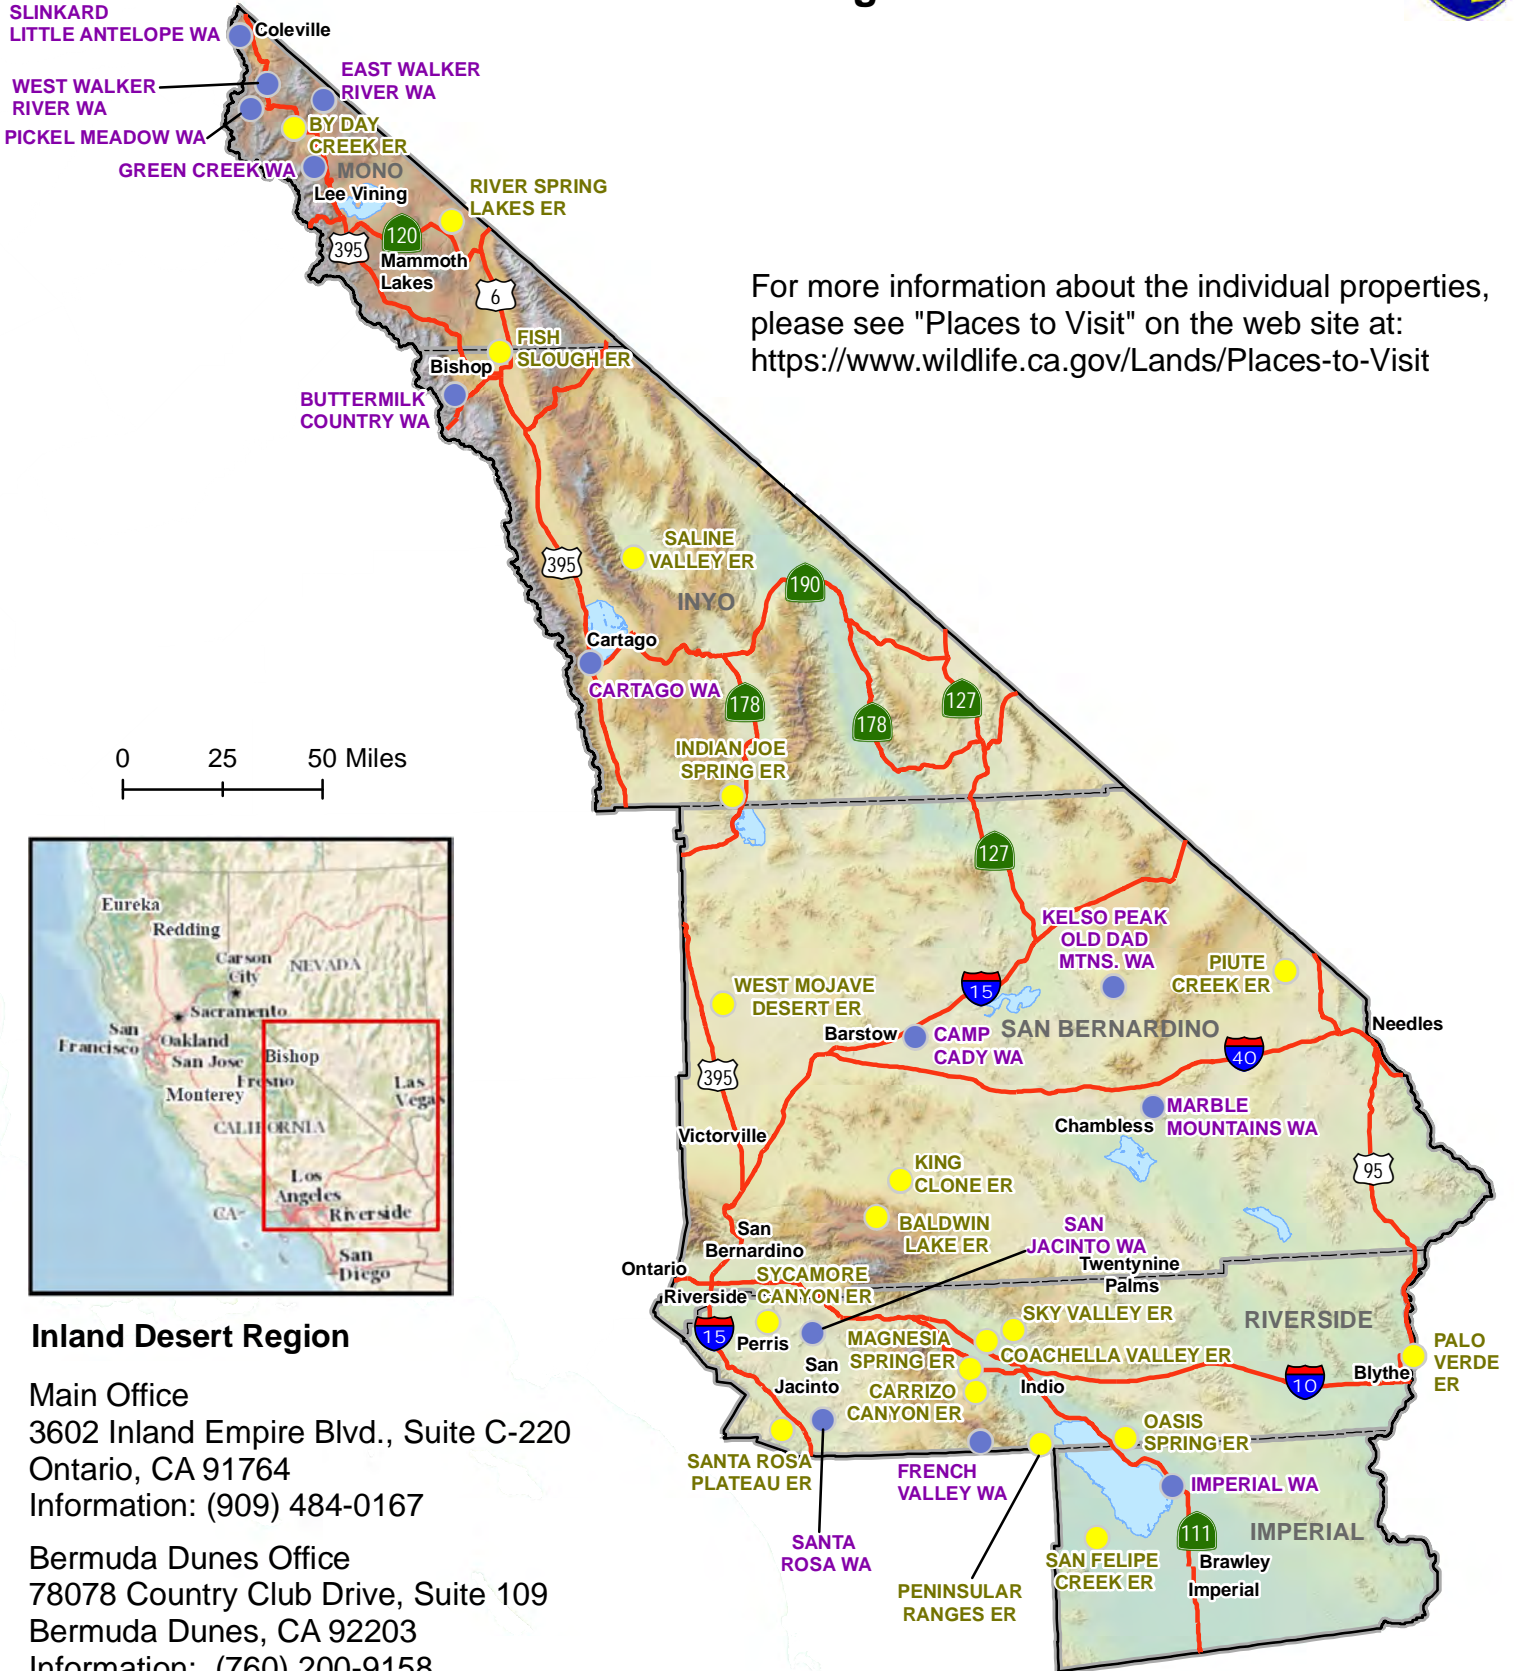 SLINKARD
LITTLE ANTELOPE WA
Coleville
WEST WALKER
RIVER WA
EAST WALKER
RIVER WA
PICKEL MEADOW WA
BY DAY
CREEK ER
GREEN CREEK WA
MONO
Lee Vining
RIVER SPRING
LAKES ER
395
120
Mammoth
Lakes
6
For more information about the individual properties,
please see "Places to Visit" on the web site at:
https://www.wildlife.ca.gov/Lands/Places-to-Visit
FISH
SLOUGH ER
Bishop
BUTTERMILK
COUNTRY WA
395
SALINE
VALLEY ER
INYO
190
Cartago
CARTAGO WA
178
178
127
INDIAN JOE
SPRING ER
0 25 50 Miles
127
KELSO PEAK
OLD DAD
MTNS. WA
PIUTE
CREEK ER
WEST MOJAVE
DESERT ER
15
Barstow
CAMP
CADY WA
SAN BERNARDINO
40
Needles
395
MARBLE
MOUNTAINS WA
Chambless
Victorville
95
KING
CLONE ER
BALDWIN
LAKE ER
SAN
JACINTO WA
San
Bernardino
Twentynine
Palms
Ontario
SYCAMORE
CANYON ER
Riverside
SKY VALLEY ER
RIVERSIDE
15
Perris
MAGNESIA
SPRING ER
COACHELLA VALLEY ER
PALO
VERDE
ER
San
Jacinto
CARRIZO
CANYON ER
Indio
10
Blythe
OASIS
SPRING ER
SANTA ROSA
PLATEAU ER
FRENCH
VALLEY WA
IMPERIAL WA
SANTA
ROSA WA
PENINSULAR
RANGES ER
SAN FELIPE
CREEK ER
111
IMPERIAL
Brawley
Imperial
Eureka
Redding
Carson
City
NEVADA
Sacramento
San
Francisco
Oakland
San Jose
Bishop
Fresno
Monterey
Las
Vegas
CALIFORNIA
Los
Angeles
CA-
Riverside
San
Diego
Inland Desert Region
Main Office
3602 Inland Empire Blvd., Suite C-220
Ontario, CA 91764
Information: (909) 484-0167
Bermuda Dunes Office
78078 Country Club Drive, Suite 109
Bermuda Dunes, CA 92203
Information: (760) 200-9158